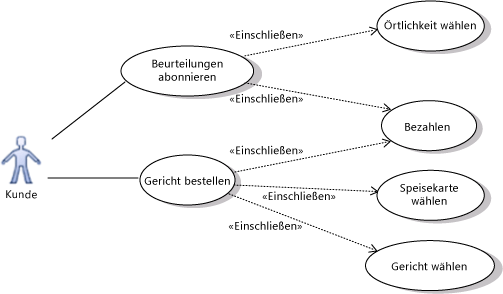 Örtlichkeit wählen
«Einschließen»
Beurteilungen
abonnieren
«Einschließen»
Bezahlen
«Einschließen»
Kunde
Gericht bestellen
Speisekarte
wählen
«Einschließen»
«Einschließen»
Gericht wählen